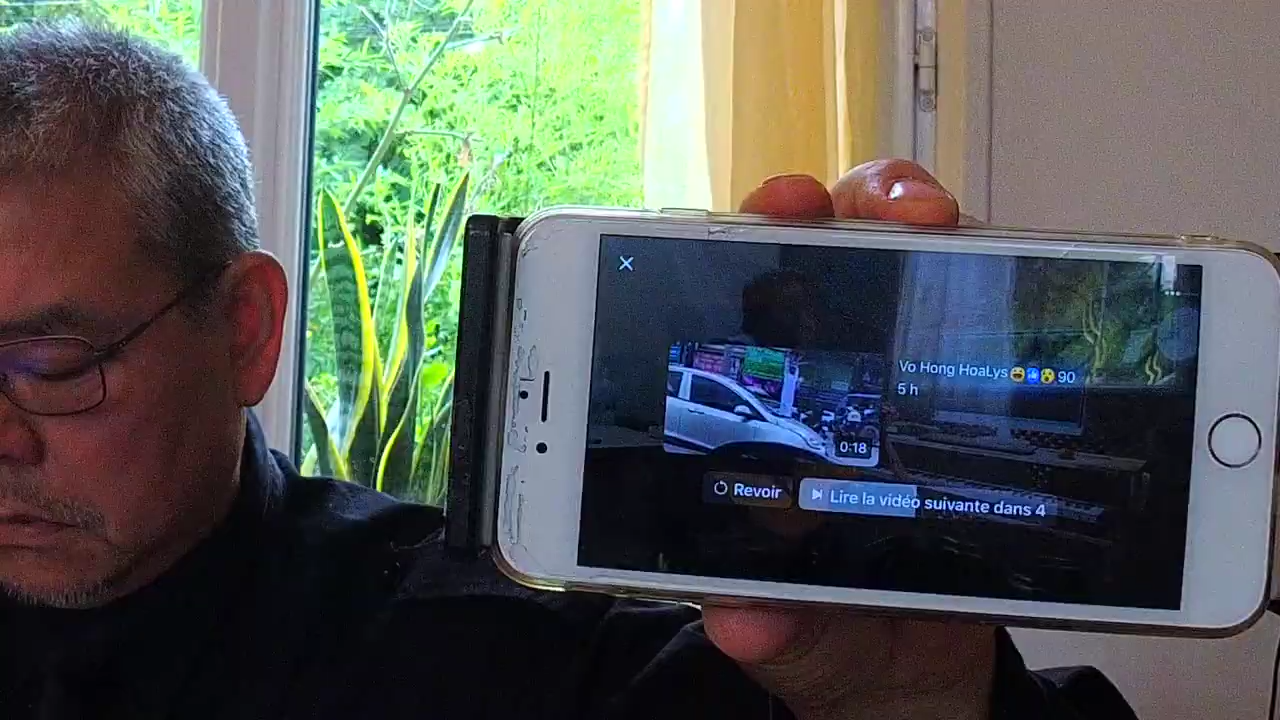 Vo Hong HoaLys😆👍😮 90
5 h
0:18
Revoir
Lire la vidéo suivante dans 4